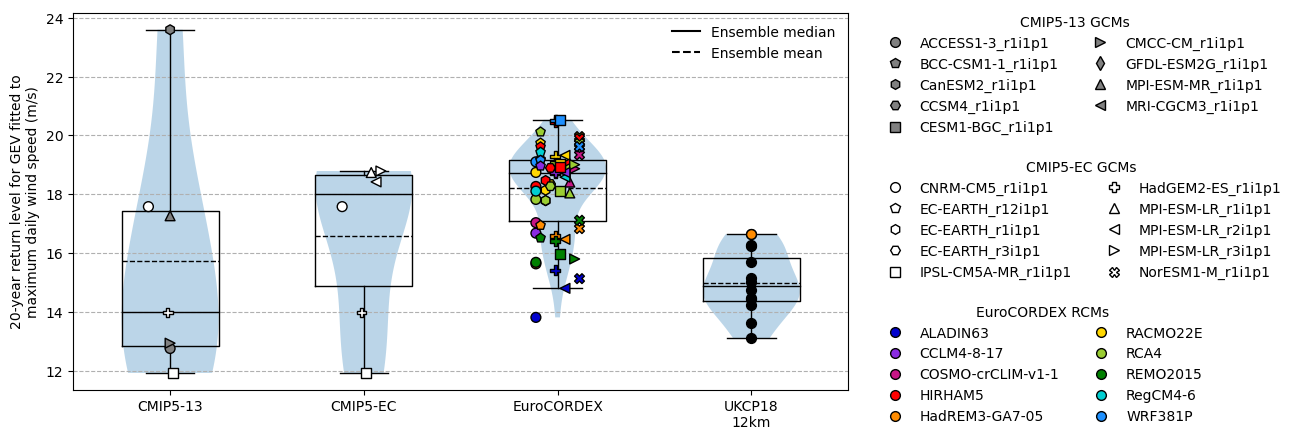 20-year return level for GEV fitted to
maximum daily wind speed (m/s)
24
22
20
18
16
14
12
CMIP5-13
CMIP5-EC
EuroCORDEX
UKCP18
12km
Ensemble median
Ensemble mean
CMIP5-13 GCMs
ACCESS1-3_r1i1p1
BCC-CSM1-1_r1i1p1
CanESM2_r1i1p1
CCSM4_r1i1p1
CESM1-BGC_r1i1p1
CMCC-CM_r1i1p1
GFDL-ESM2G_r1i1p1
MPI-ESM-MR_r1i1p1
MRI-CGCM3_r1i1p1
CMIP5-EC GCMs
CNRM-CM5_r1i1p1
EC-EARTH_r12i1p1
EC-EARTH_r1i1p1
EC-EARTH_r3i1p1
IPSL-CM5A-MR_r1i1p1
HadGEM2-ES_r1i1p1
MPI-ESM-LR_r1i1p1
MPI-ESM-LR_r2i1p1
MPI-ESM-LR_r3i1p1
NorESM1-M_r1i1p1
EuroCORDEX RCMs
ALADIN63
CCLM4-8-17
COSMO-crCLIM-v1-1
HIRHAM5
HadREM3-GA7-05
RACMO22E
RCA4
REMO2015
RegCM4-6
WRF381P